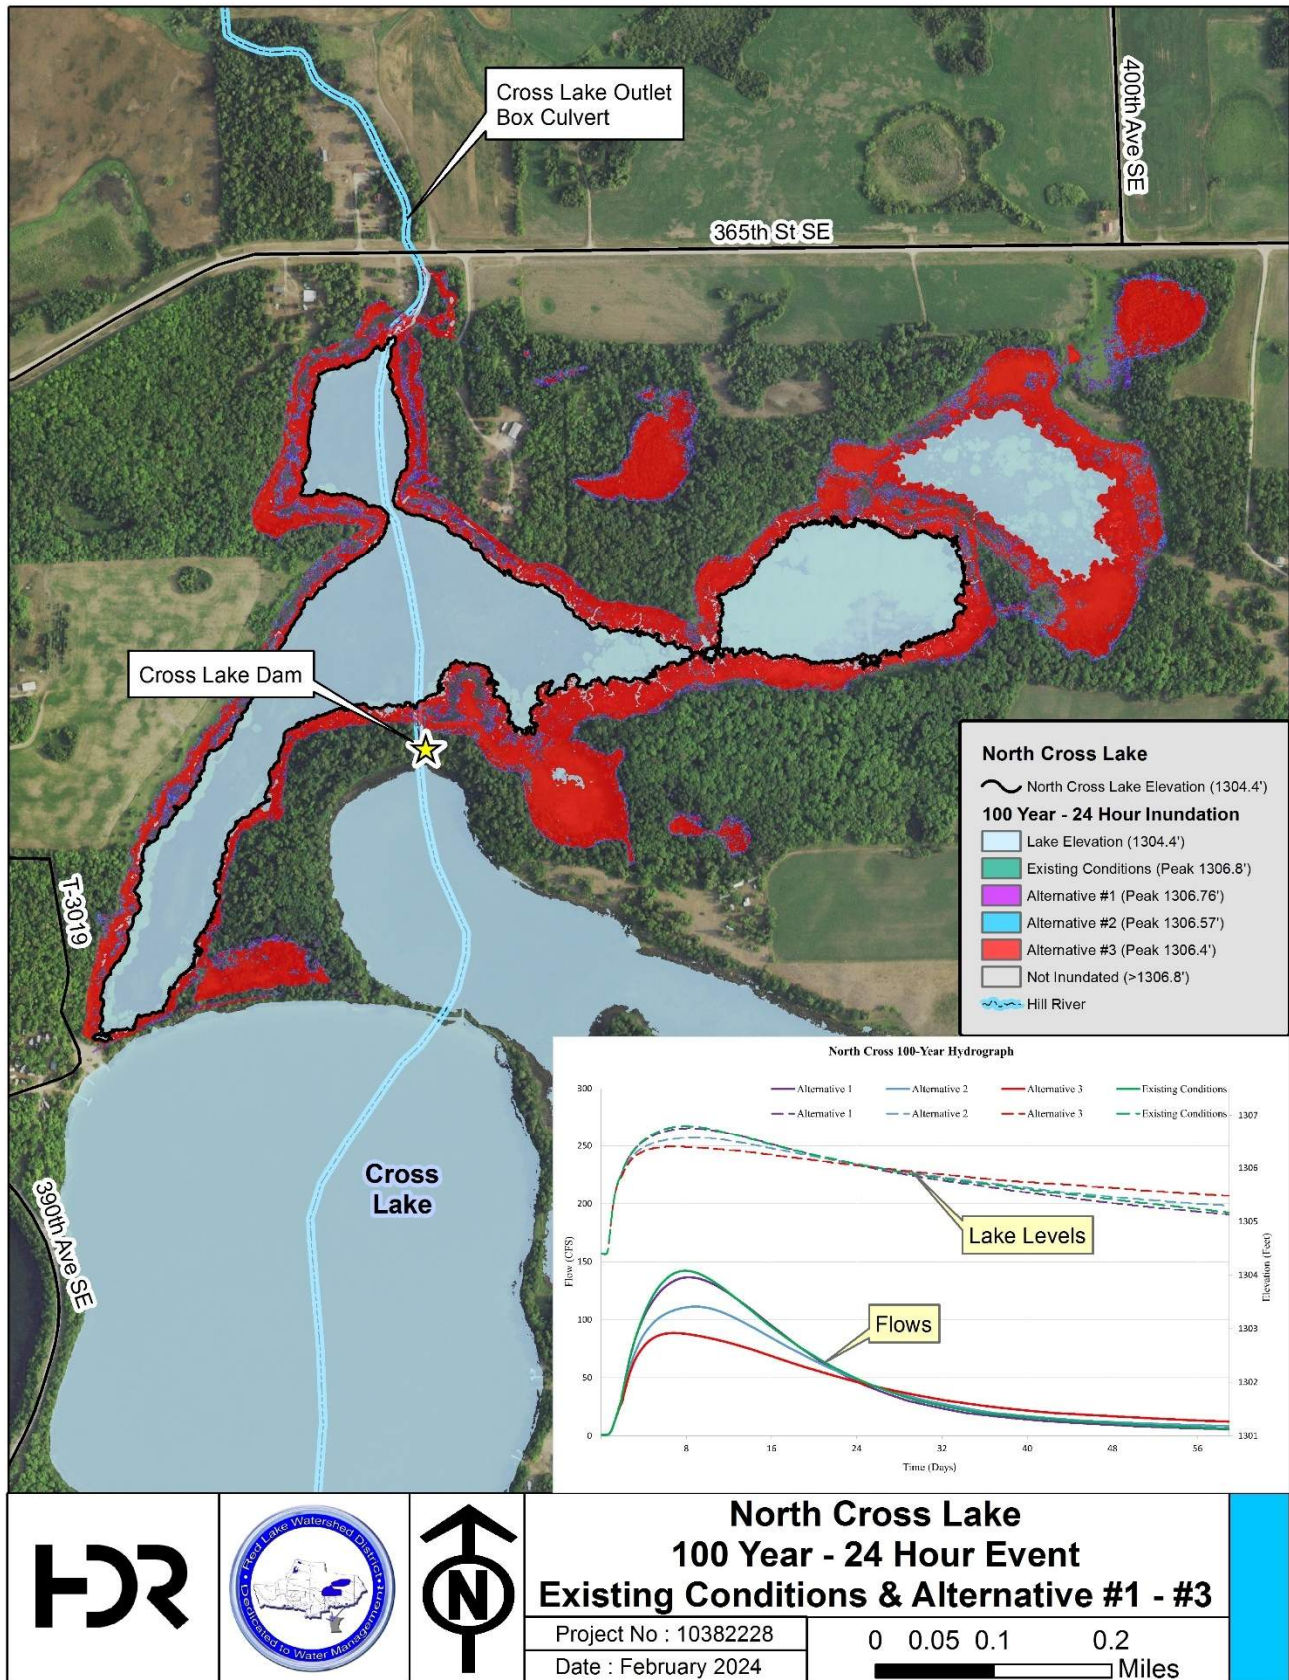 Cross Lake Outlet
Box Culvert
400th Ave SE
365th St SE
Cross Lake Dam
T-3019
390th Ave SE
Cross
Lake
North Cross Lake
North Cross Lake Elevation (1304.4')
100 Year - 24 Hour Inundation
Lake Elevation (1304.4')
Existing Conditions (Peak 1306.8')
Alternative #1 (Peak 1306.76')
Alternative #2 (Peak 1306.57')
Alternative #3 (Peak 1306.4')
Not Inundated (>1306.8')
Hill River
North Cross 100-Year Hydrograph
Alternative 1 Alternative 2 Alternative 3 Existing Conditions
Alternative 1 Alternative 2 Alternative 3 Existing Conditions
300
250
200
150
100
50
0
Flow (CFS)
1307
1306
1305
1304
1303
1302
1301
Elevation (Feet)
Lake Levels
Flows
8 16 24 32 40 48 56
Time (Days)
HDR
Red Lake Watershed District
Dedicated to Water Management
N
North Cross Lake
100 Year - 24 Hour Event
Existing Conditions & Alternative #1 - #3
Project No : 10382228
Date : February 2024
0 0.05 0.1 0.2
Miles